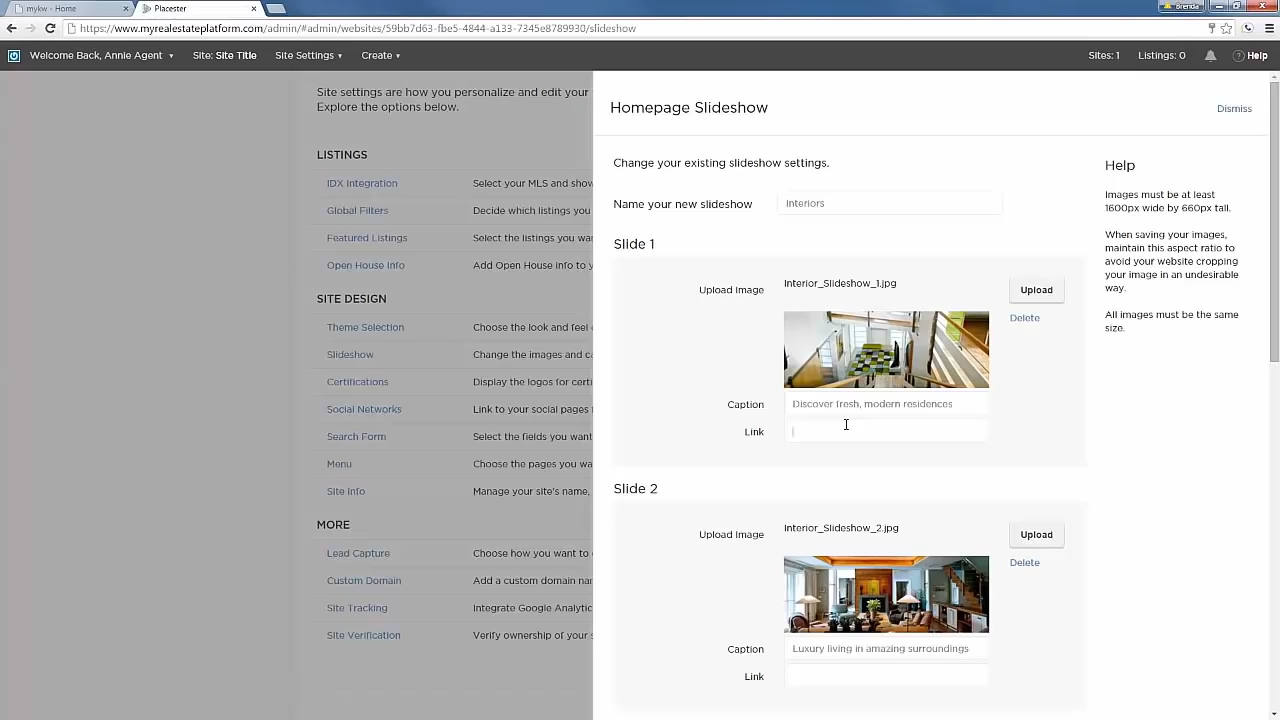 mykw - Home
Placester
Brenda
https://www.myrealestateplatform.com/admin/#admin/websites/59bb7d63-fbe5-4844-a133-7345e8789930/slideshow
Welcome Back, Annie Agent
Site: Site Title
Site Settings
Create
Sites: 1
Listings: 0
Help
Site settings are how you personalize and edit your
Explore the options below.
LISTINGS
IDX Integration
Select your MLS and show
Global Filters
Decide which listings you
Featured Listings
Select the listings you wan
Open House Info
Add Open House info to y
SITE DESIGN
Theme Selection
Choose the look and feel
Slideshow
Change the images and ca
Certifications
Display the logos for certi
Social Networks
Link to your social pages
Search Form
Select the fields you want
Menu
Choose the pages you wa
Site Info
Manage your site's name,
MORE
Lead Capture
Choose how you want to
Custom Domain
Add a custom domain nar
Site Tracking
Integrate Google Analytic
Site Verification
Verify ownership of your s
Homepage Slideshow
Dismiss
Change your existing slideshow settings.
Name your new slideshow
Interiors
Slide 1
Upload Image
Interior_Slideshow_1.jpg
Upload
Delete
Caption
Discover fresh, modern residences
Link
Slide 2
Upload Image
Interior_Slideshow_2.jpg
Upload
Delete
Caption
Luxury living in amazing surroundings
Link
Help
Images must be at least
1600px wide by 660px tall.
When saving your images,
maintain this aspect ratio to
avoid your website cropping
your image in an undesirable
way.
All images must be the same
size.